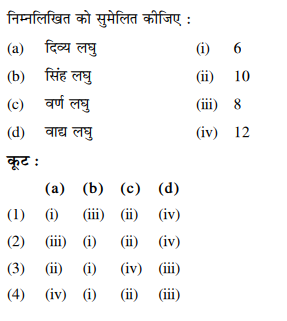 निम्नलिखित को सुमेलित कीजिए :
(a) दिव्य लघु (i) 6
(b) सिंह लघु (ii) 10
(c) वर्ण लघु (iii) 8
(d) वाद्य लघु (iv) 12
कूट :
(a) (b) (c) (d)
(1) (i) (iii) (ii) (iv)
(2) (iii) (i) (ii) (iv)
(3) (ii) (i) (iv) (iii)
(4) (iv) (i) (ii) (iii)